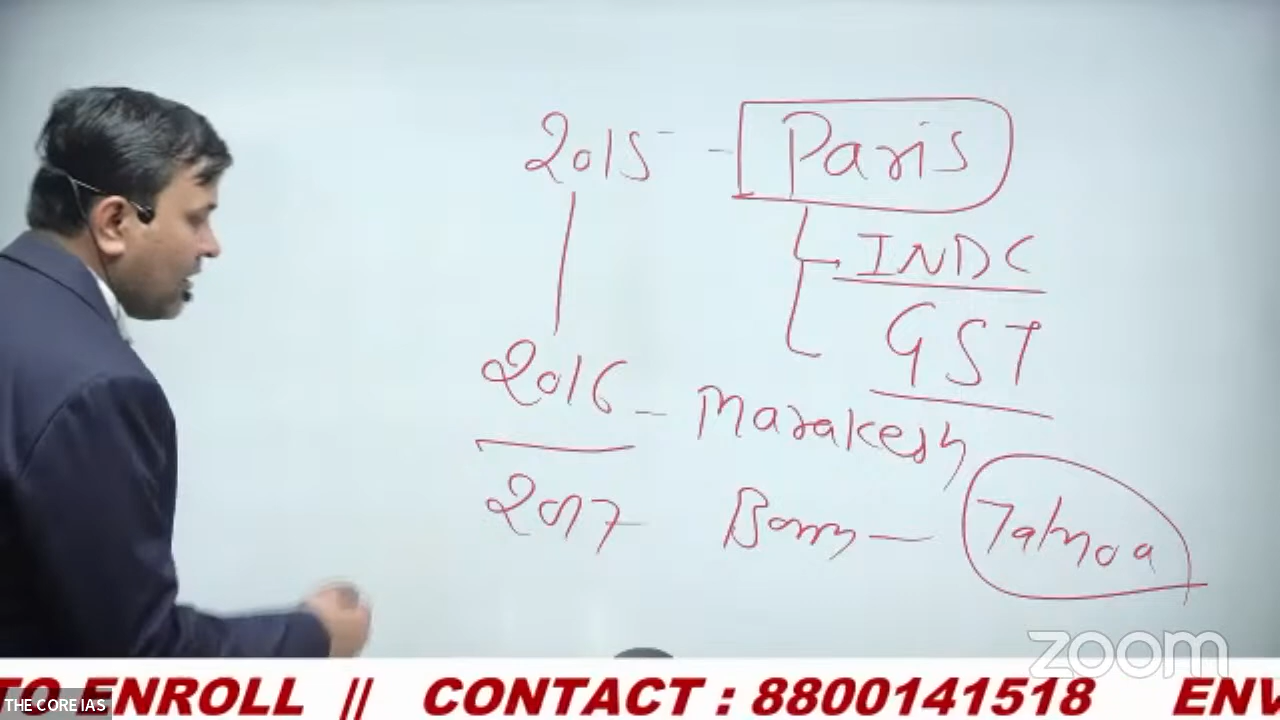 2015 - Paris
INDC
GST
2016 - Marakesh
2017 Bonn - Talnoa
zoom
TO ENROLL || CONTACT : 8800141518 ENV
THE CORE IAS